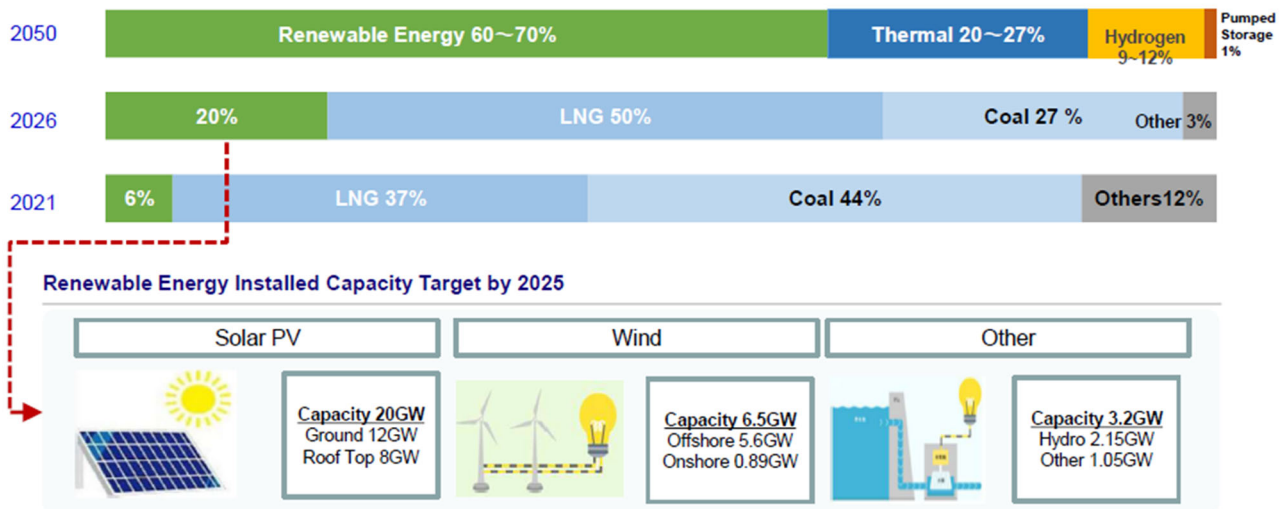 2050
Renewable Energy 60～70%
Thermal 20～27%
Hydrogen
9~12%
Pumped
Storage
1%
2026
20%
LNG 50%
Coal 27 %
Other 3%
2021
6%
LNG 37%
Coal 44%
Others12%
Renewable Energy Installed Capacity Target by 2025
Solar PV
Wind
Other
Capacity 20GW
Ground 12GW
Roof Top 8GW
Capacity 6.5GW
Offshore 5.6GW
Onshore 0.89GW
Capacity 3.2GW
Hydro 2.15GW
Other 1.05GW